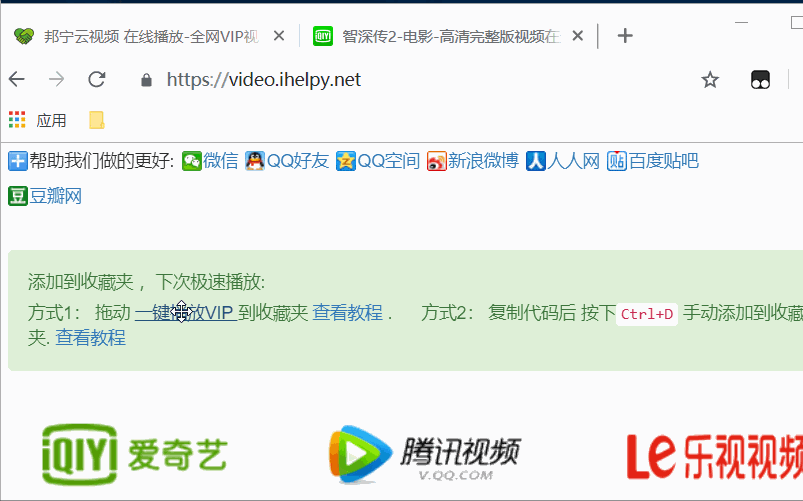 邦宁云视频 在线播放-全网VIP视
智深传2-电影-高清完整版视频在
https://video.ihelpy.net
应用
帮助我们做的更好: 微信 QQ好友 QQ空间 新浪微博 人人网 贴 百度贴吧
豆 豆瓣网
添加到收藏夹 ，下次极速播放:
方式1： 拖动 一键播放VIP 到收藏夹 查看教程 . 方式2： 复制代码后 按下 Ctrl+D 手动添加到收藏
夹. 查看教程
iQIYI 爱奇艺
腾讯视频
V.QQ.COM
Le 乐视视频